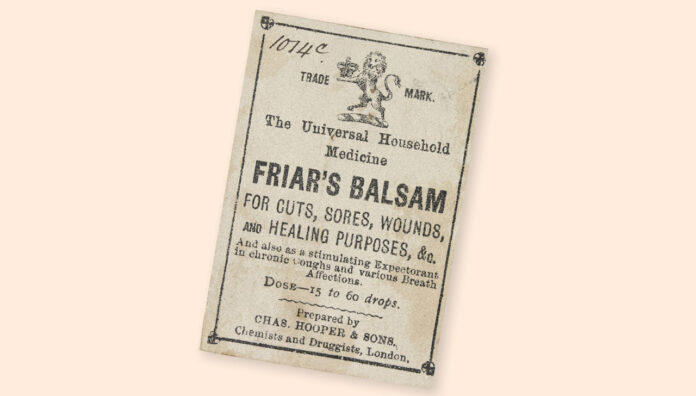 1014c
TRADE MARK.
The Universal Household
Medicine
FRIAR'S BALSAM
FOR CUTS, SORES, WOUNDS,
AND HEALING PURPOSES, &c.
And also as a stimulating Expectorant
in chronic Coughs and various Breath
Affections.
DOSE—15 to 60 drops.
Prepared by
CHAS. HOOPER & SONS.,
Chemists and Druggists, London.